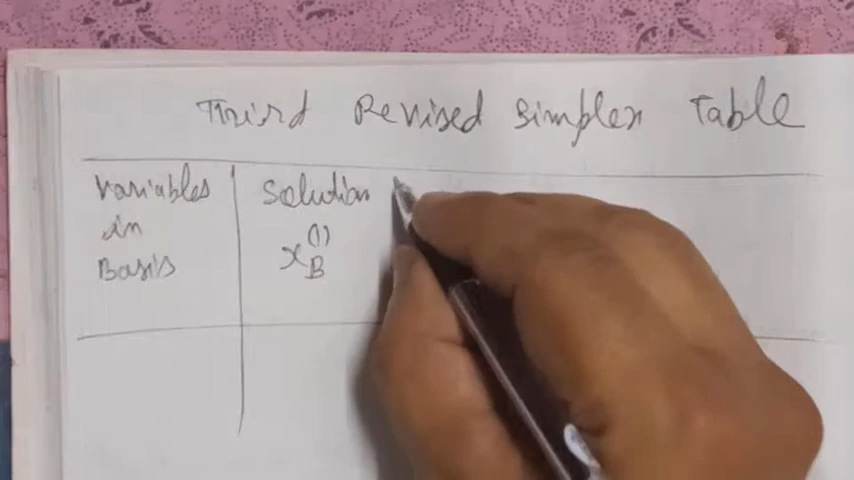 Third Revised Simplex Table
Variables
in
Basis
Solution
x_B^(1)